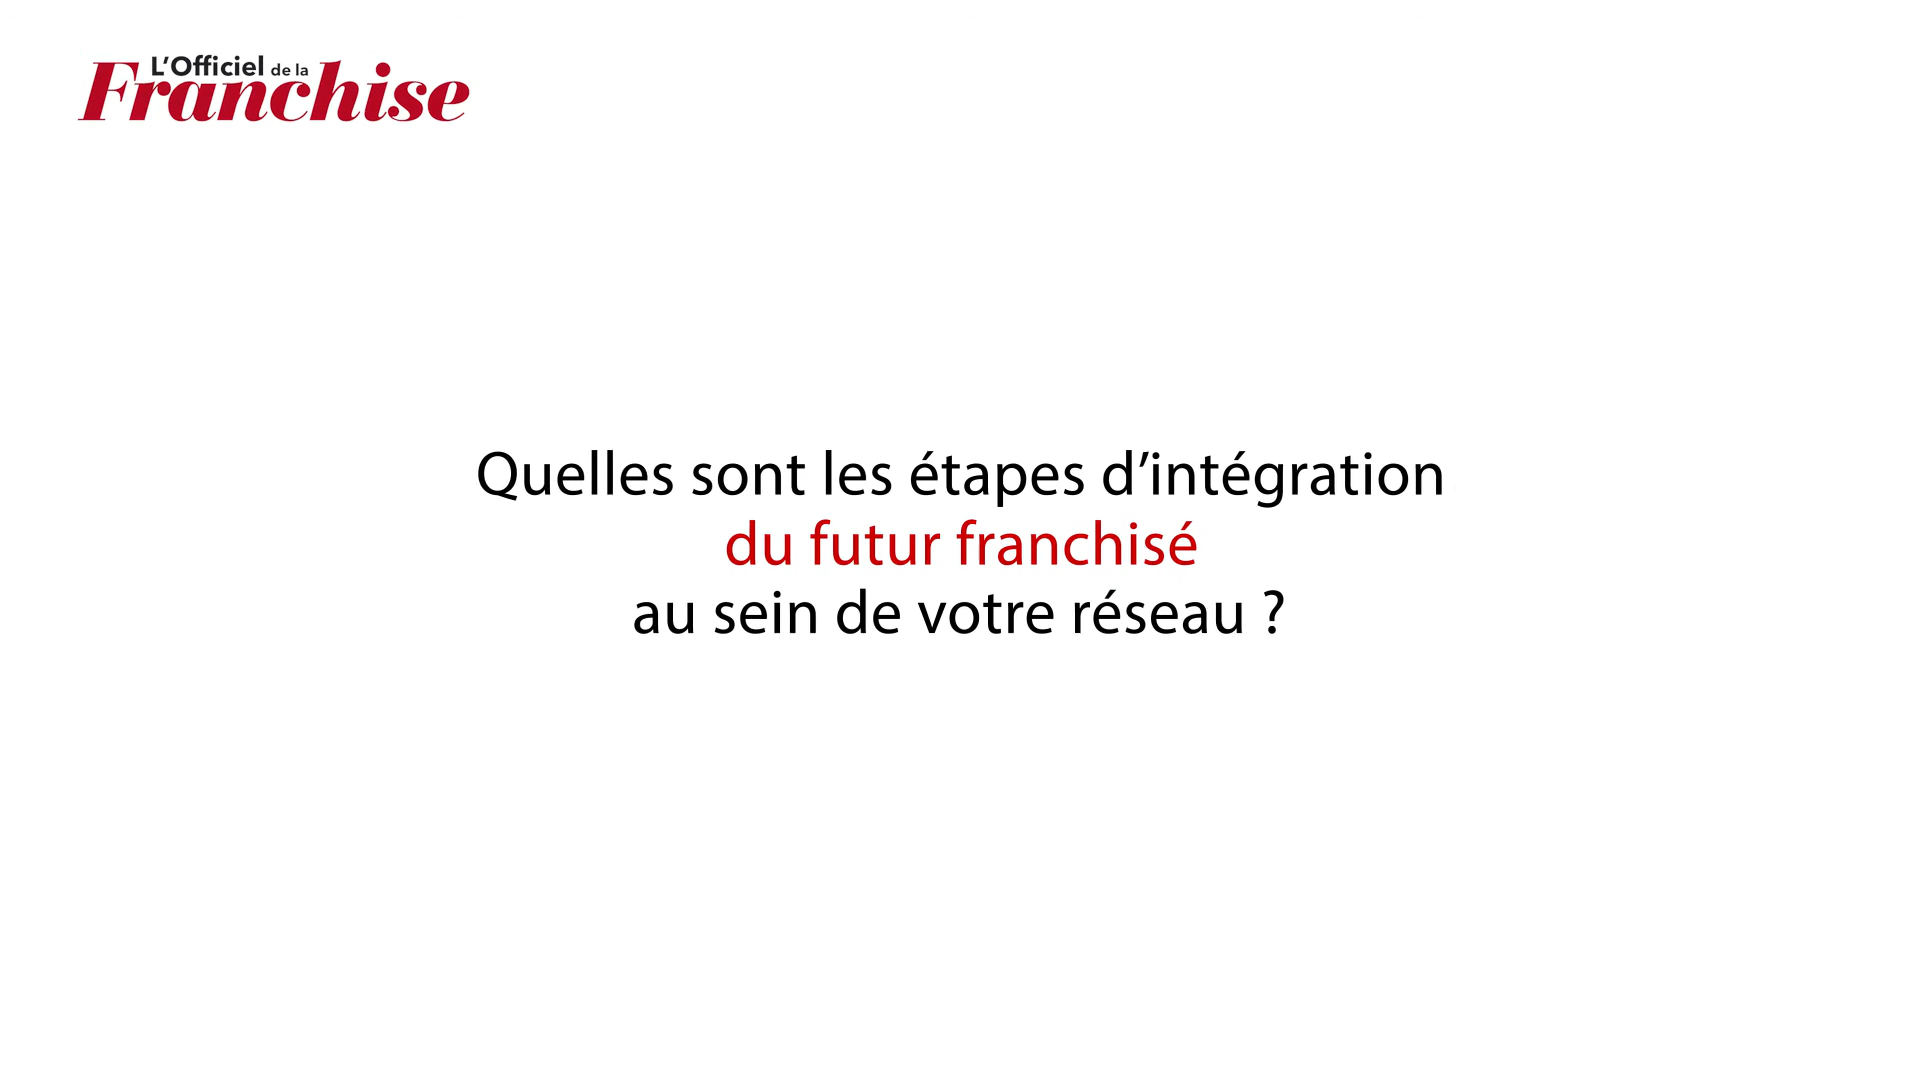 L’Officiel de la
Franchise
Quelles sont les étapes d’intégration
du futur franchisé
au sein de votre réseau ?